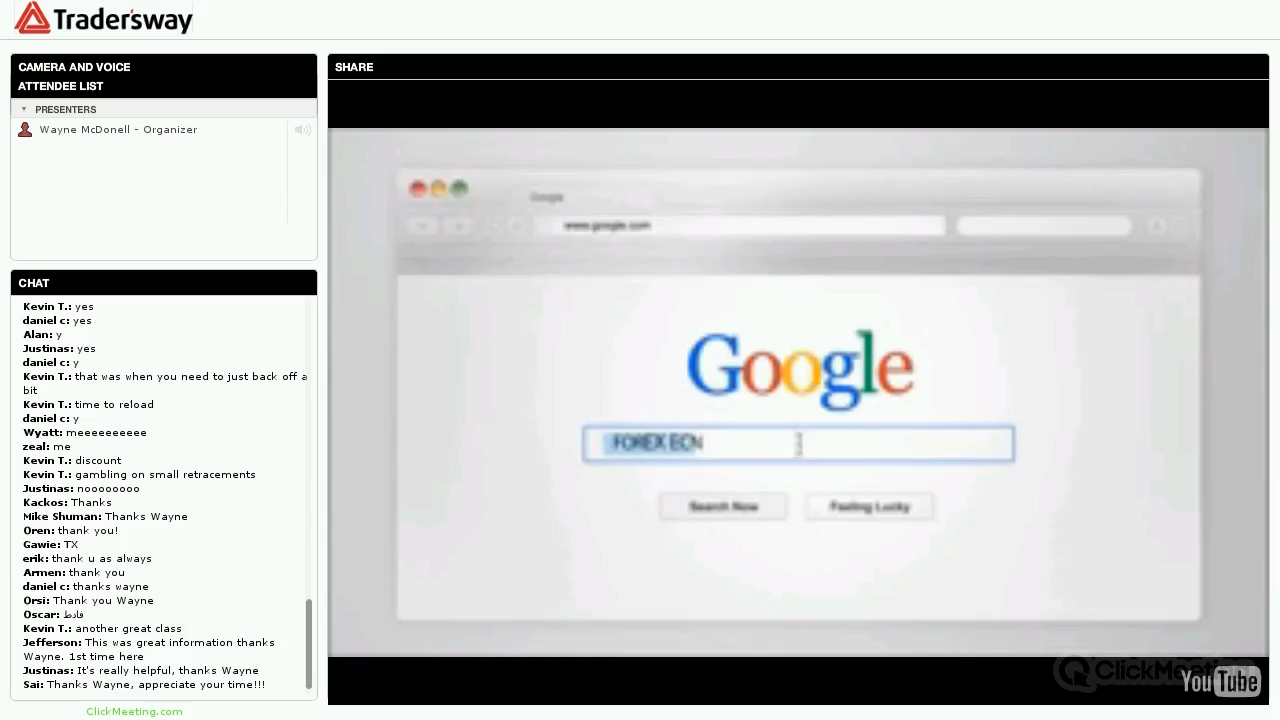 Tradersway
CAMERA AND VOICE
ATTENDEE LIST
PRESENTERS
Wayne McDonell - Organizer
CHAT
Kevin T.: yes
daniel c: yes
Alan: y
Justinas: yes
daniel c: y
Kevin T.: that was when you need to just back off a
bit
Kevin T.: time to reload
daniel c: y
Wyatt: meeeeeeeeee
zeal: me
Kevin T.: discount
Kevin T.: gambling on small retracements
Justinas: noooooooo
Kackos: Thanks
Mike Shuman: Thanks Wayne
Oren: thank you!
Gawie: TX
erik: thank u as always
Armen: thank you
daniel c: thanks wayne
Orsi: Thank you Wayne
Oscar:
Kevin T.: another great class
Jefferson: This was great information thanks
Wayne. 1st time here
Justinas: It's really helpful, thanks Wayne
Sai: Thanks Wayne, appreciate your time!!!
ClickMeeting.com
SHARE
Google
www.google.com
Google
FOREX ECN
Search Now
Feeling Lucky
ClickMeeting
YouTube